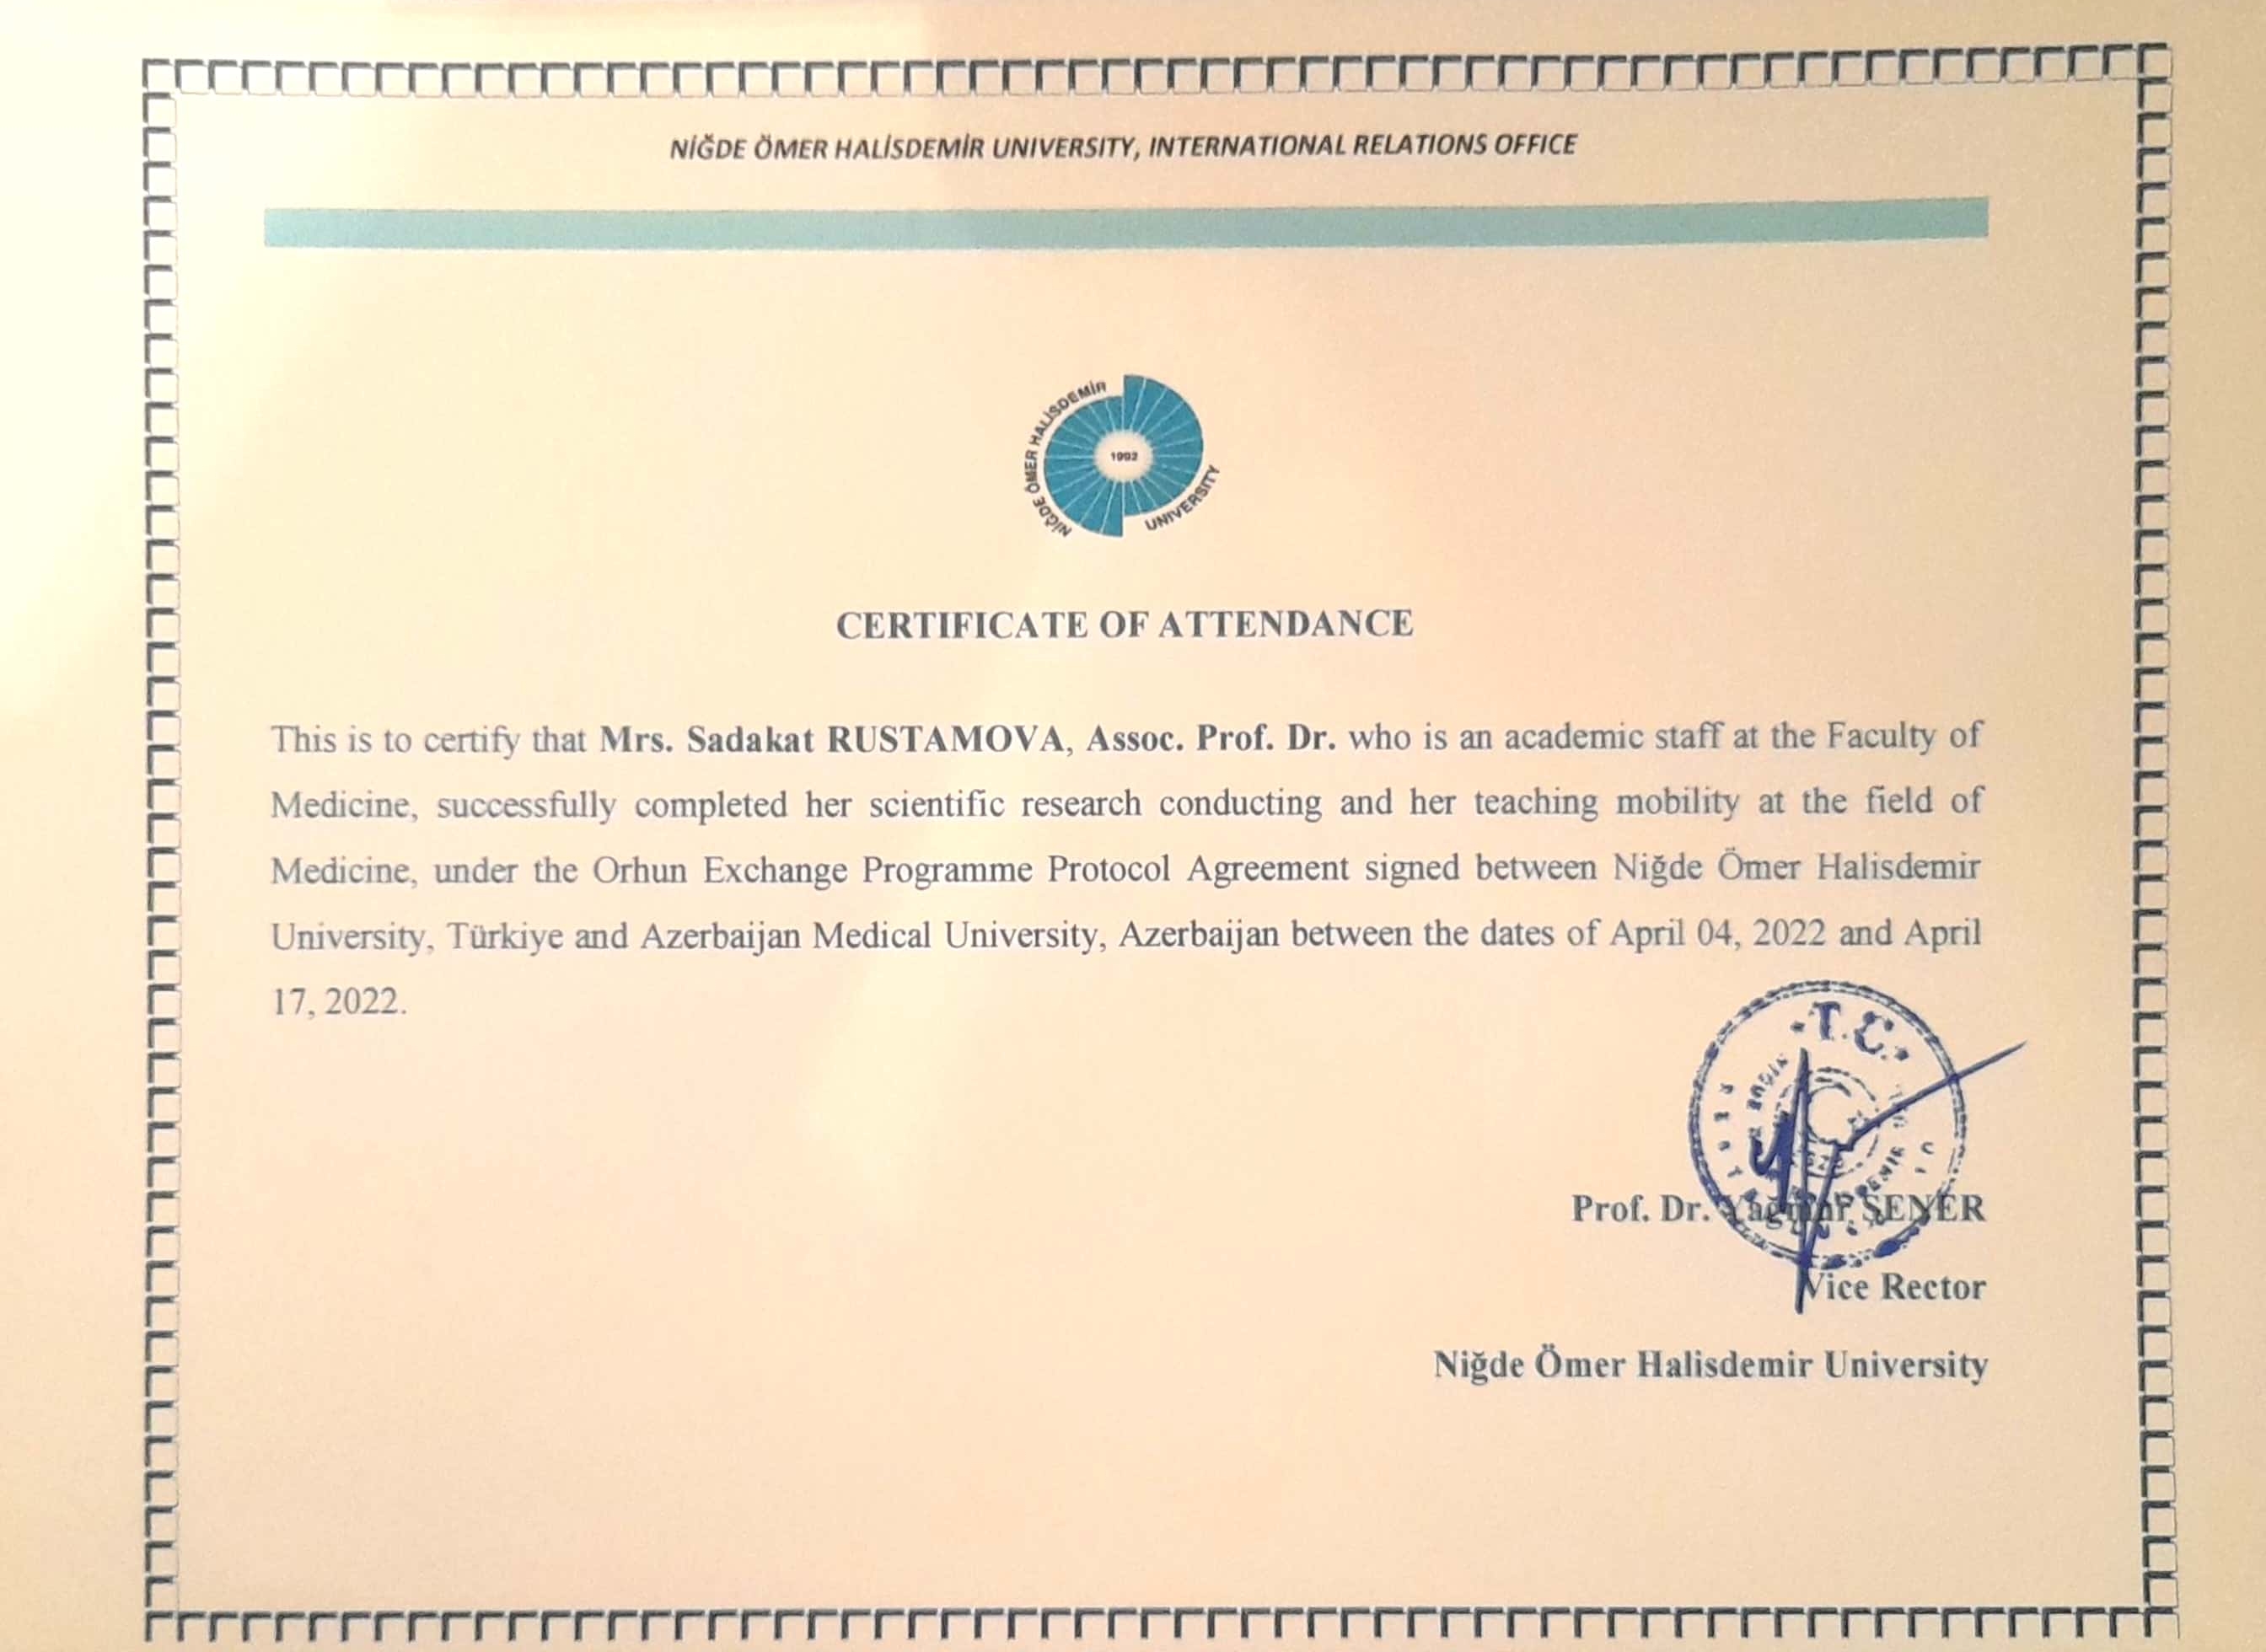 NİĞDE ÖMER HALİSDEMİR UNIVERSITY, INTERNATIONAL RELATIONS OFFICE
NİĞDE ÖMER HALİSDEMİR
1992
UNIVERSITY
CERTIFICATE OF ATTENDANCE
This is to certify that Mrs. Sadakat RUSTAMOVA, Assoc. Prof. Dr. who is an academic staff at the Faculty of
Medicine, successfully completed her scientific research conducting and her teaching mobility at the field of
Medicine, under the Orhun Exchange Programme Protocol Agreement signed between Niğde Ömer Halisdemir
University, Türkiye and Azerbaijan Medical University, Azerbaijan between the dates of April 04, 2022 and April
17, 2022.
T.C.
Prof. Dr. Yağmur ŞENER
Vice Rector
Niğde Ömer Halisdemir University